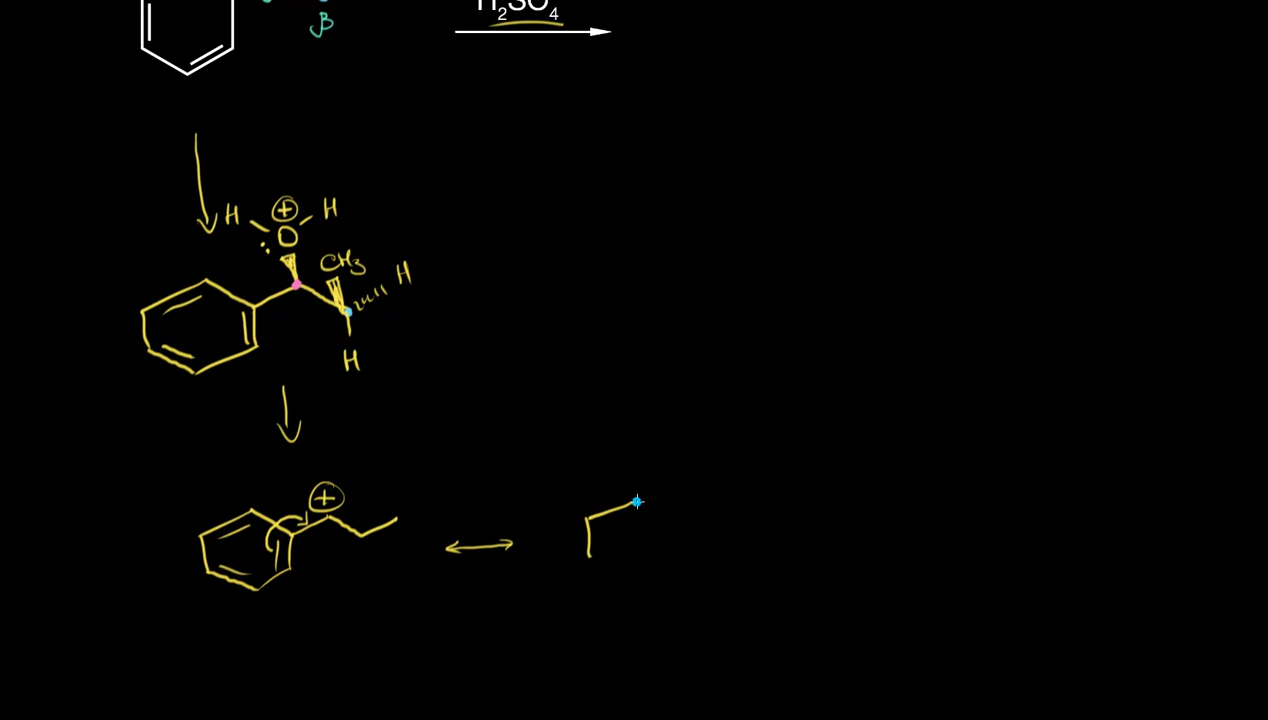 H₂SO₄
β
H ⊕ H
:O
CH₃ H
H
⊕